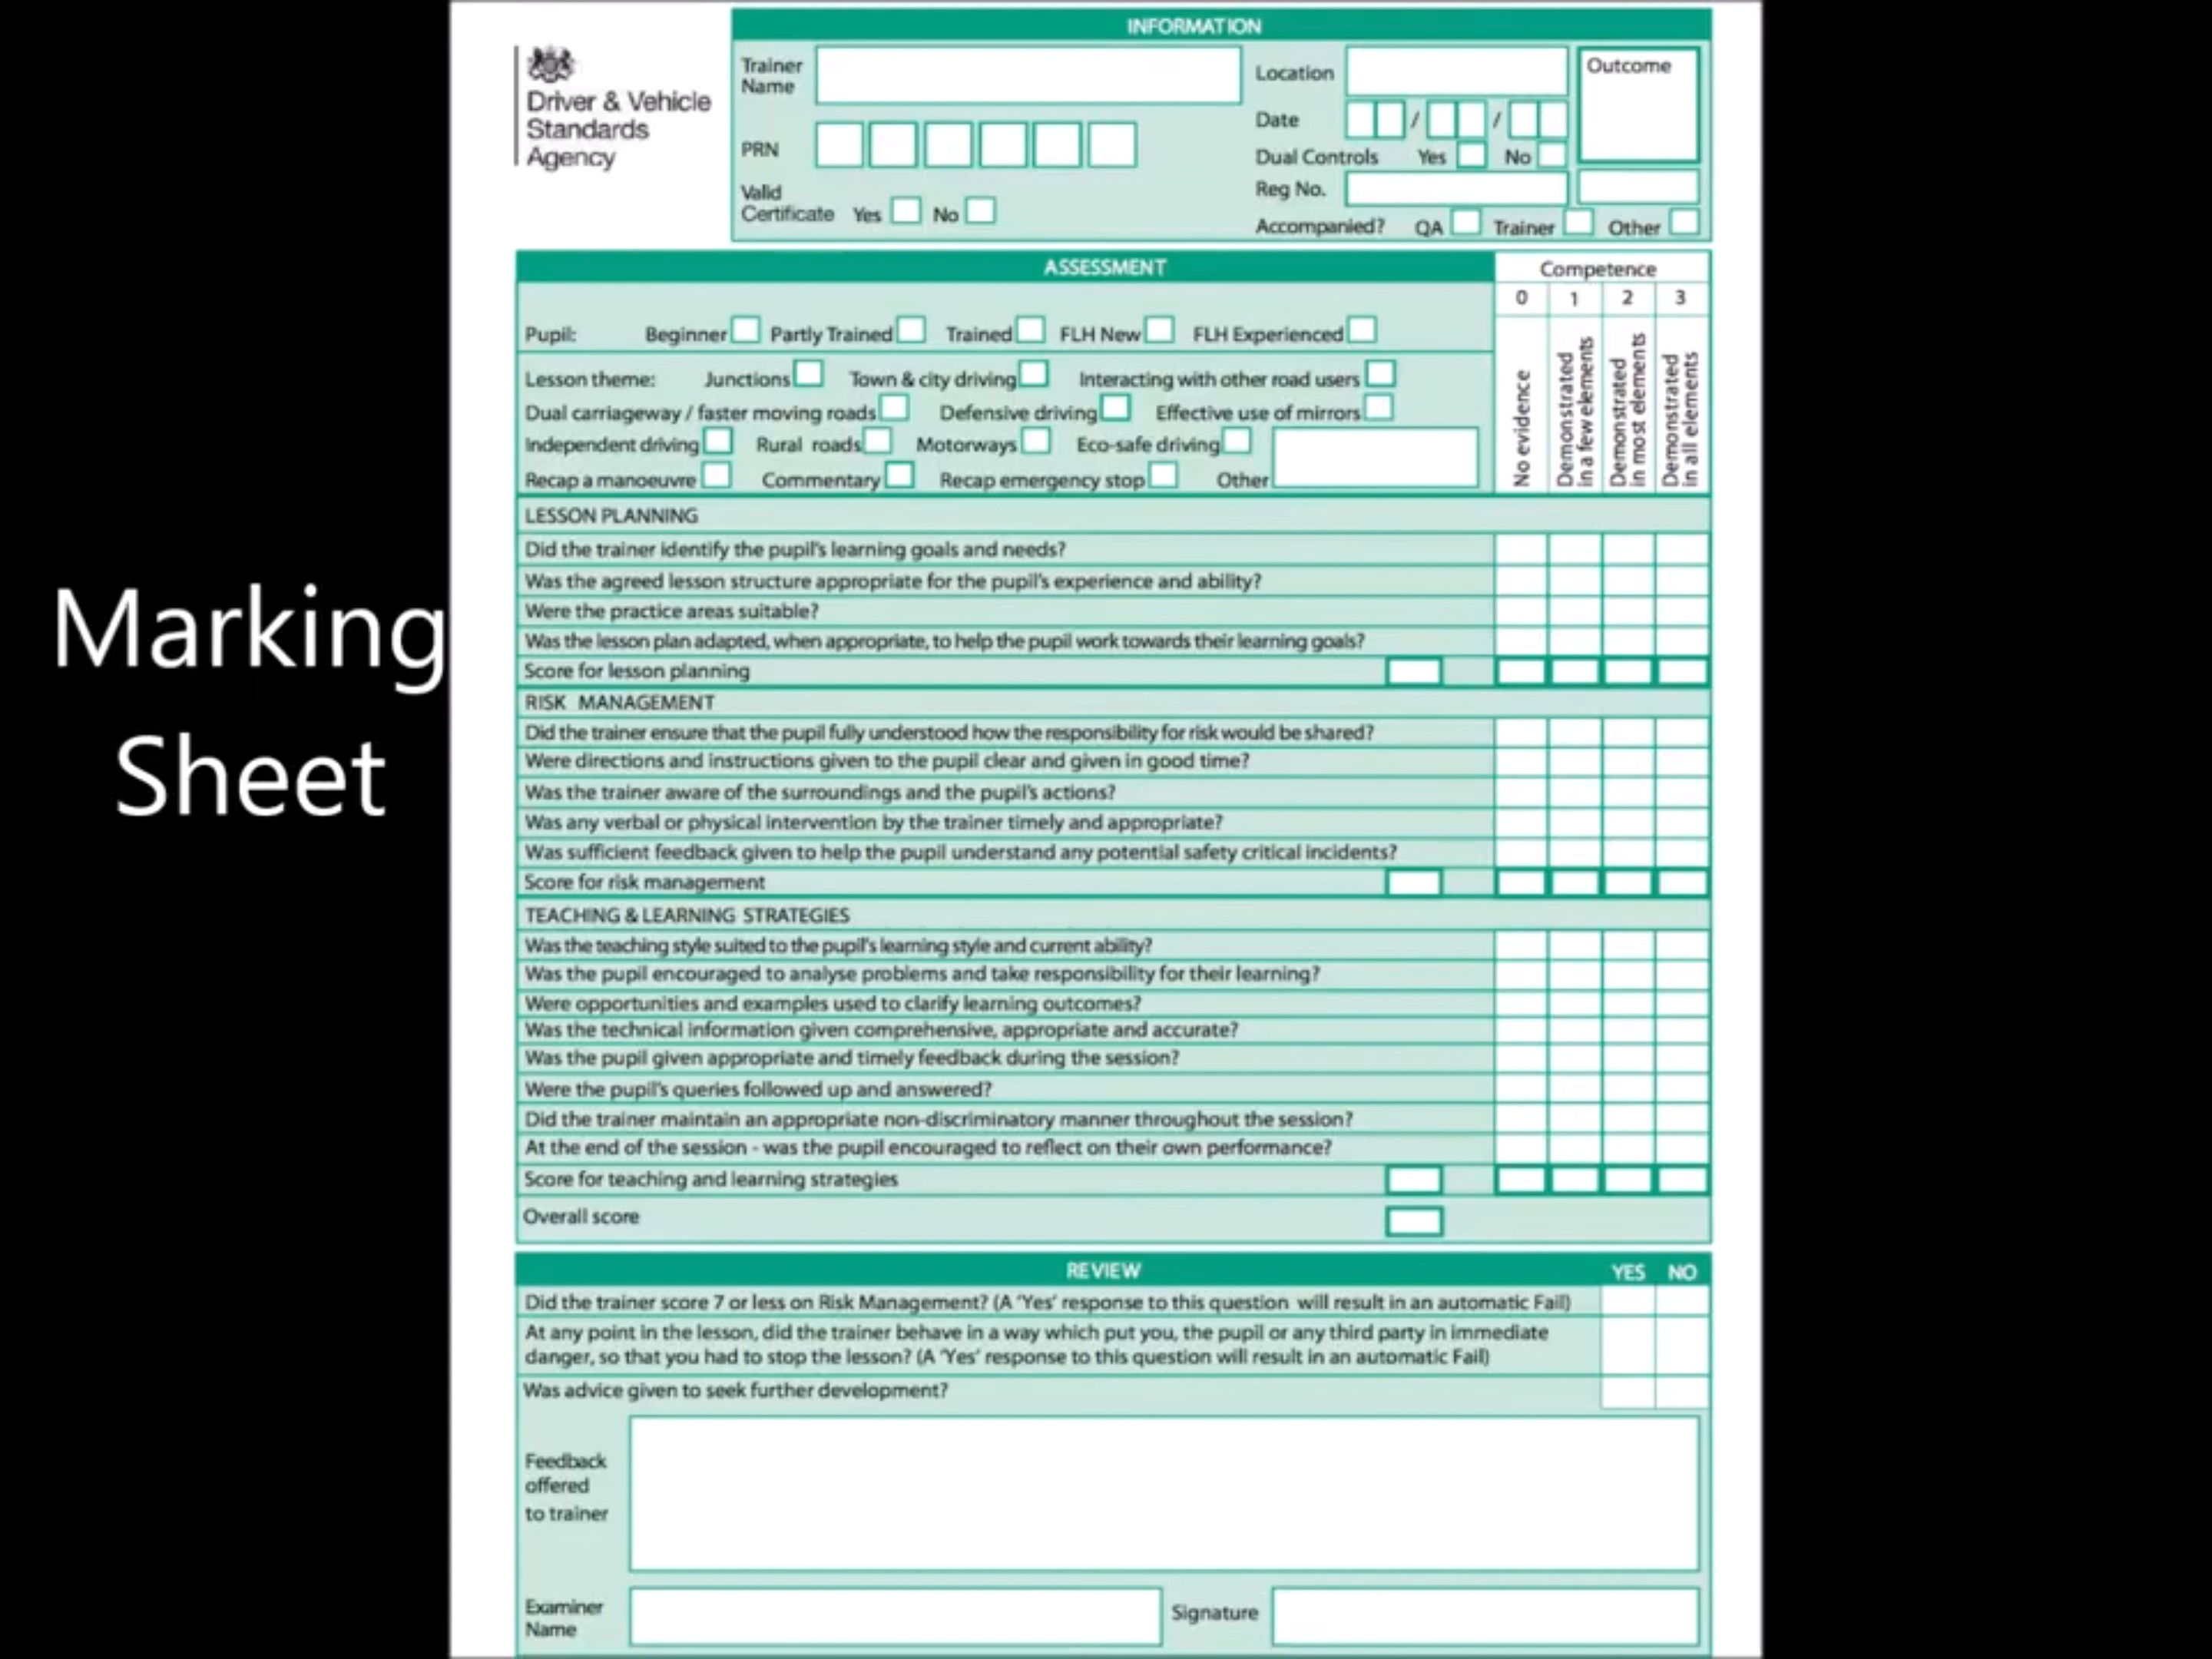 Marking
Sheet
Driver & Vehicle
Standards
Agency
INFORMATION
Trainer
Name
PRN
Valid
Certificate Yes No
Location
Date / /
Dual Controls Yes No
Reg No.
Accompanied? QA Trainer Other
Outcome
ASSESSMENT
Competence
0 1 2 3
No evidence
Demonstrated
in a few elements
Demonstrated
in most elements
Demonstrated
in all elements
Pupil: Beginner Partly Trained Trained FLH New FLH Experienced
Lesson theme: Junctions Town & city driving Interacting with other road users
Dual carriageway / faster moving roads Defensive driving Effective use of mirrors
Independent driving Rural roads Motorways Eco-safe driving
Recap a manoeuvre Commentary Recap emergency stop Other
LESSON PLANNING
Did the trainer identify the pupil's learning goals and needs?
Was the agreed lesson structure appropriate for the pupil's experience and ability?
Were the practice areas suitable?
Was the lesson plan adapted, when appropriate, to help the pupil work towards their learning goals?
Score for lesson planning
RISK MANAGEMENT
Did the trainer ensure that the pupil fully understood how the responsibility for risk would be shared?
Were directions and instructions given to the pupil clear and given in good time?
Was the trainer aware of the surroundings and the pupil's actions?
Was any verbal or physical intervention by the trainer timely and appropriate?
Was sufficient feedback given to help the pupil understand any potential safety critical incidents?
Score for risk management
TEACHING & LEARNING STRATEGIES
Was the teaching style suited to the pupil's learning style and current ability?
Was the pupil encouraged to analyse problems and take responsibility for their learning?
Were opportunities and examples used to clarify learning outcomes?
Was the technical information given comprehensive, appropriate and accurate?
Was the pupil given appropriate and timely feedback during the session?
Were the pupil's queries followed up and answered?
Did the trainer maintain an appropriate non-discriminatory manner throughout the session?
At the end of the session - was the pupil encouraged to reflect on their own performance?
Score for teaching and learning strategies
Overall score
REVIEW YES NO
Did the trainer score 7 or less on Risk Management? (A 'Yes' response to this question will result in an automatic Fail)
At any point in the lesson, did the trainer behave in a way which put you, the pupil or any third party in immediate
danger, so that you had to stop the lesson? (A 'Yes' response to this question will result in an automatic Fail)
Was advice given to seek further development?
Feedback
offered
to trainer
Examiner
Name
Signature